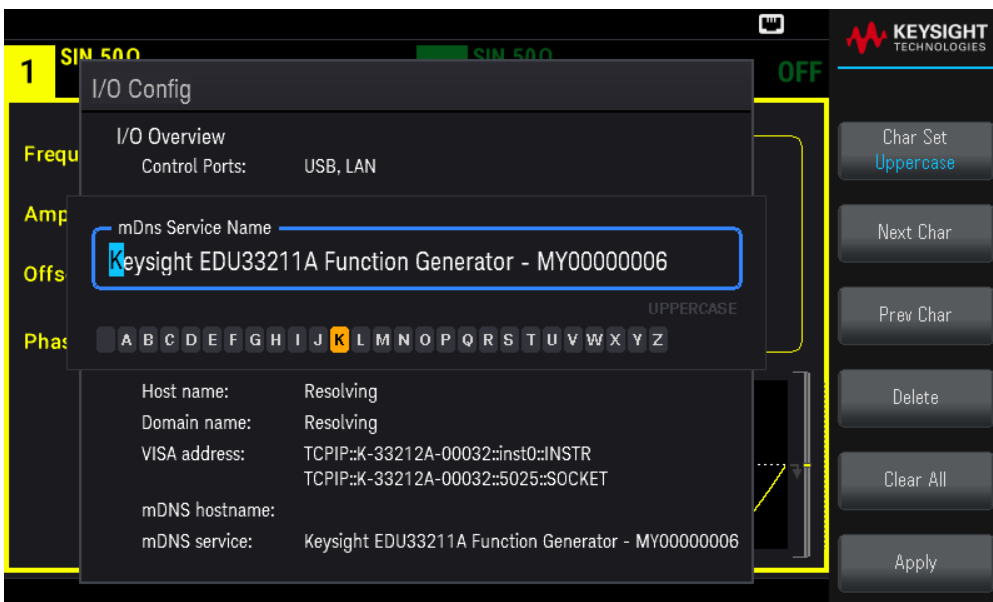 KEYSIGHT
TECHNOLOGIES
1
SIN 50Ω
SIN 50Ω
OFF
I/O Config
I/O Overview
Control Ports: USB, LAN
Frequ
Amp
Offs
Phas
mDns Service Name
Keysight EDU33211A Function Generator - MY00000006
UPPERCASE
A B C D E F G H I J K L M N O P Q R S T U V W X Y Z
Host name: Resolving
Domain name: Resolving
VISA address: TCPIP::K-33212A-00032::inst0::INSTR
TCPIP::K-33212A-00032::5025::SOCKET
mDNS hostname:
mDNS service: Keysight EDU33211A Function Generator - MY00000006
Char Set
Uppercase
Next Char
Prev Char
Delete
Clear All
Apply